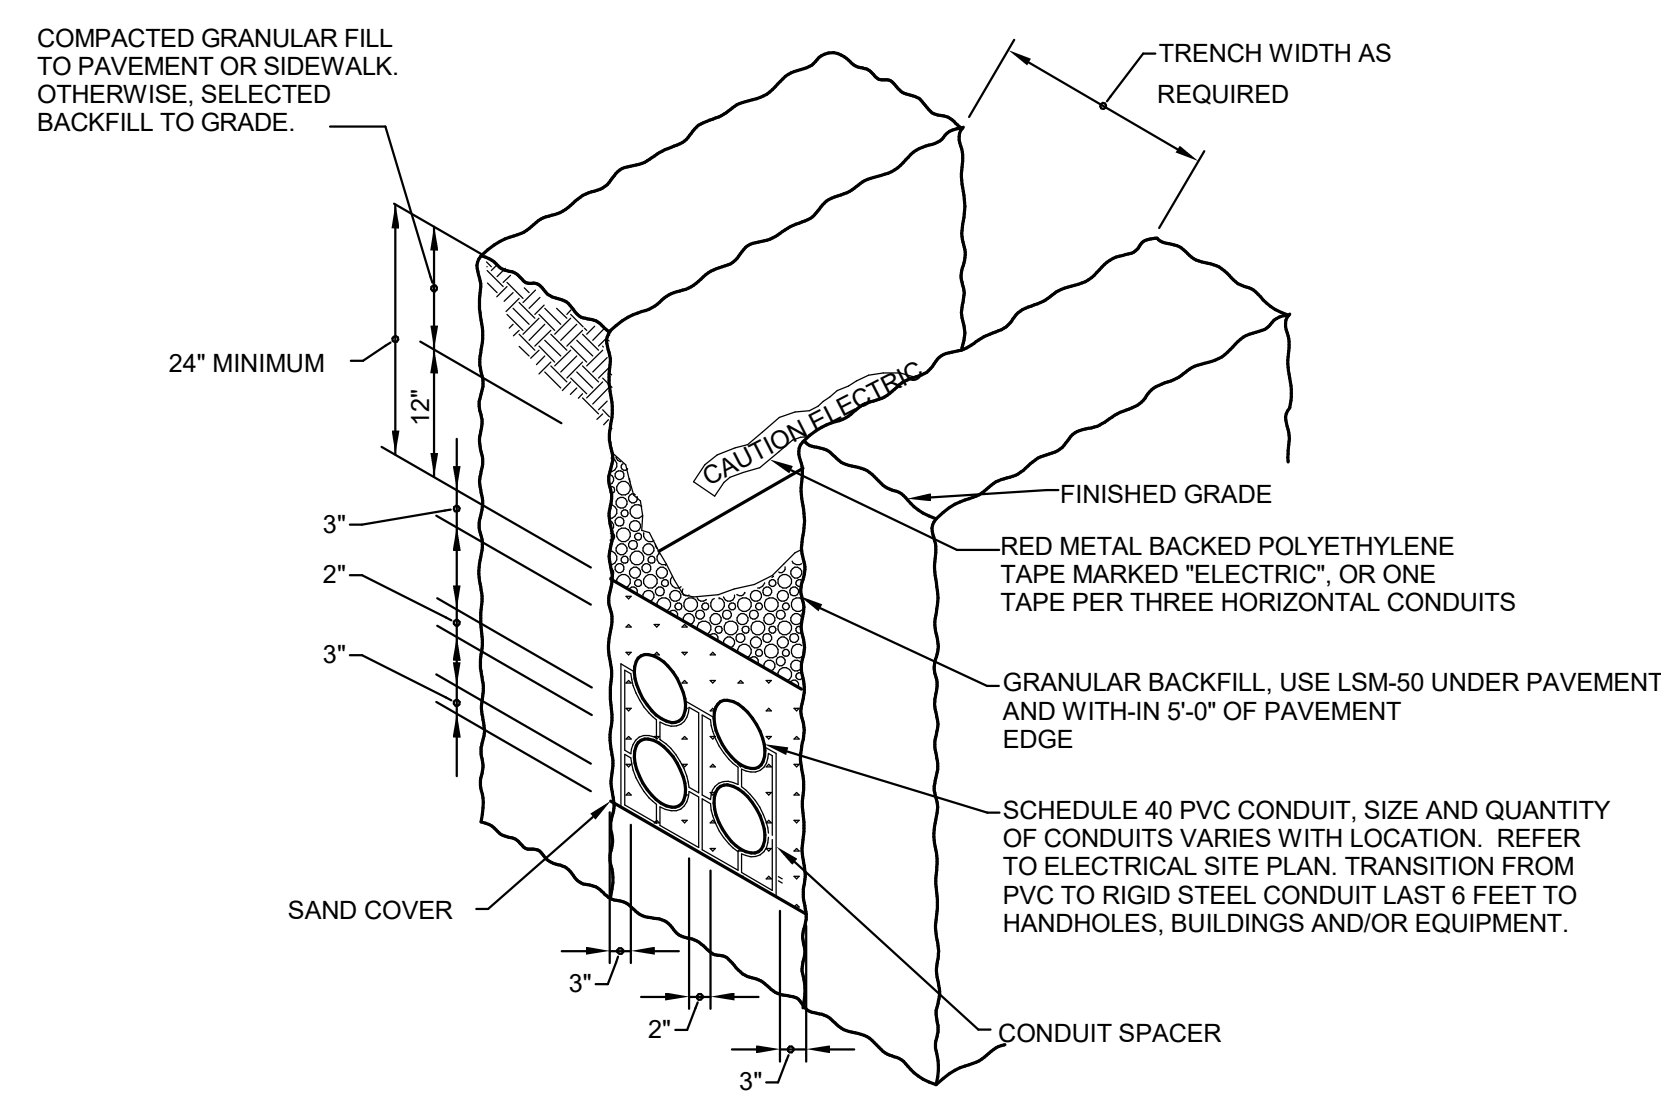 COMPACTED GRANULAR FILL
TO PAVEMENT OR SIDEWALK.
OTHERWISE, SELECTED
BACKFILL TO GRADE.
TRENCH WIDTH AS
REQUIRED
24" MINIMUM
12"
CAUTION ELECTRIC
FINISHED GRADE
3"
RED METAL BACKED POLYETHYLENE
TAPE MARKED "ELECTRIC", OR ONE
TAPE PER THREE HORIZONTAL CONDUITS
2"
3"
GRANULAR BACKFILL, USE LSM-50 UNDER PAVEMENT
AND WITH-IN 5'-0" OF PAVEMENT
EDGE
SCHEDULE 40 PVC CONDUIT, SIZE AND QUANTITY
OF CONDUITS VARIES WITH LOCATION.  REFER
TO ELECTRICAL SITE PLAN. TRANSITION FROM
PVC TO RIGID STEEL CONDUIT LAST 6 FEET TO
HANDHOLES, BUILDINGS AND/OR EQUIPMENT.
SAND COVER
3"
2"
3"
CONDUIT SPACER